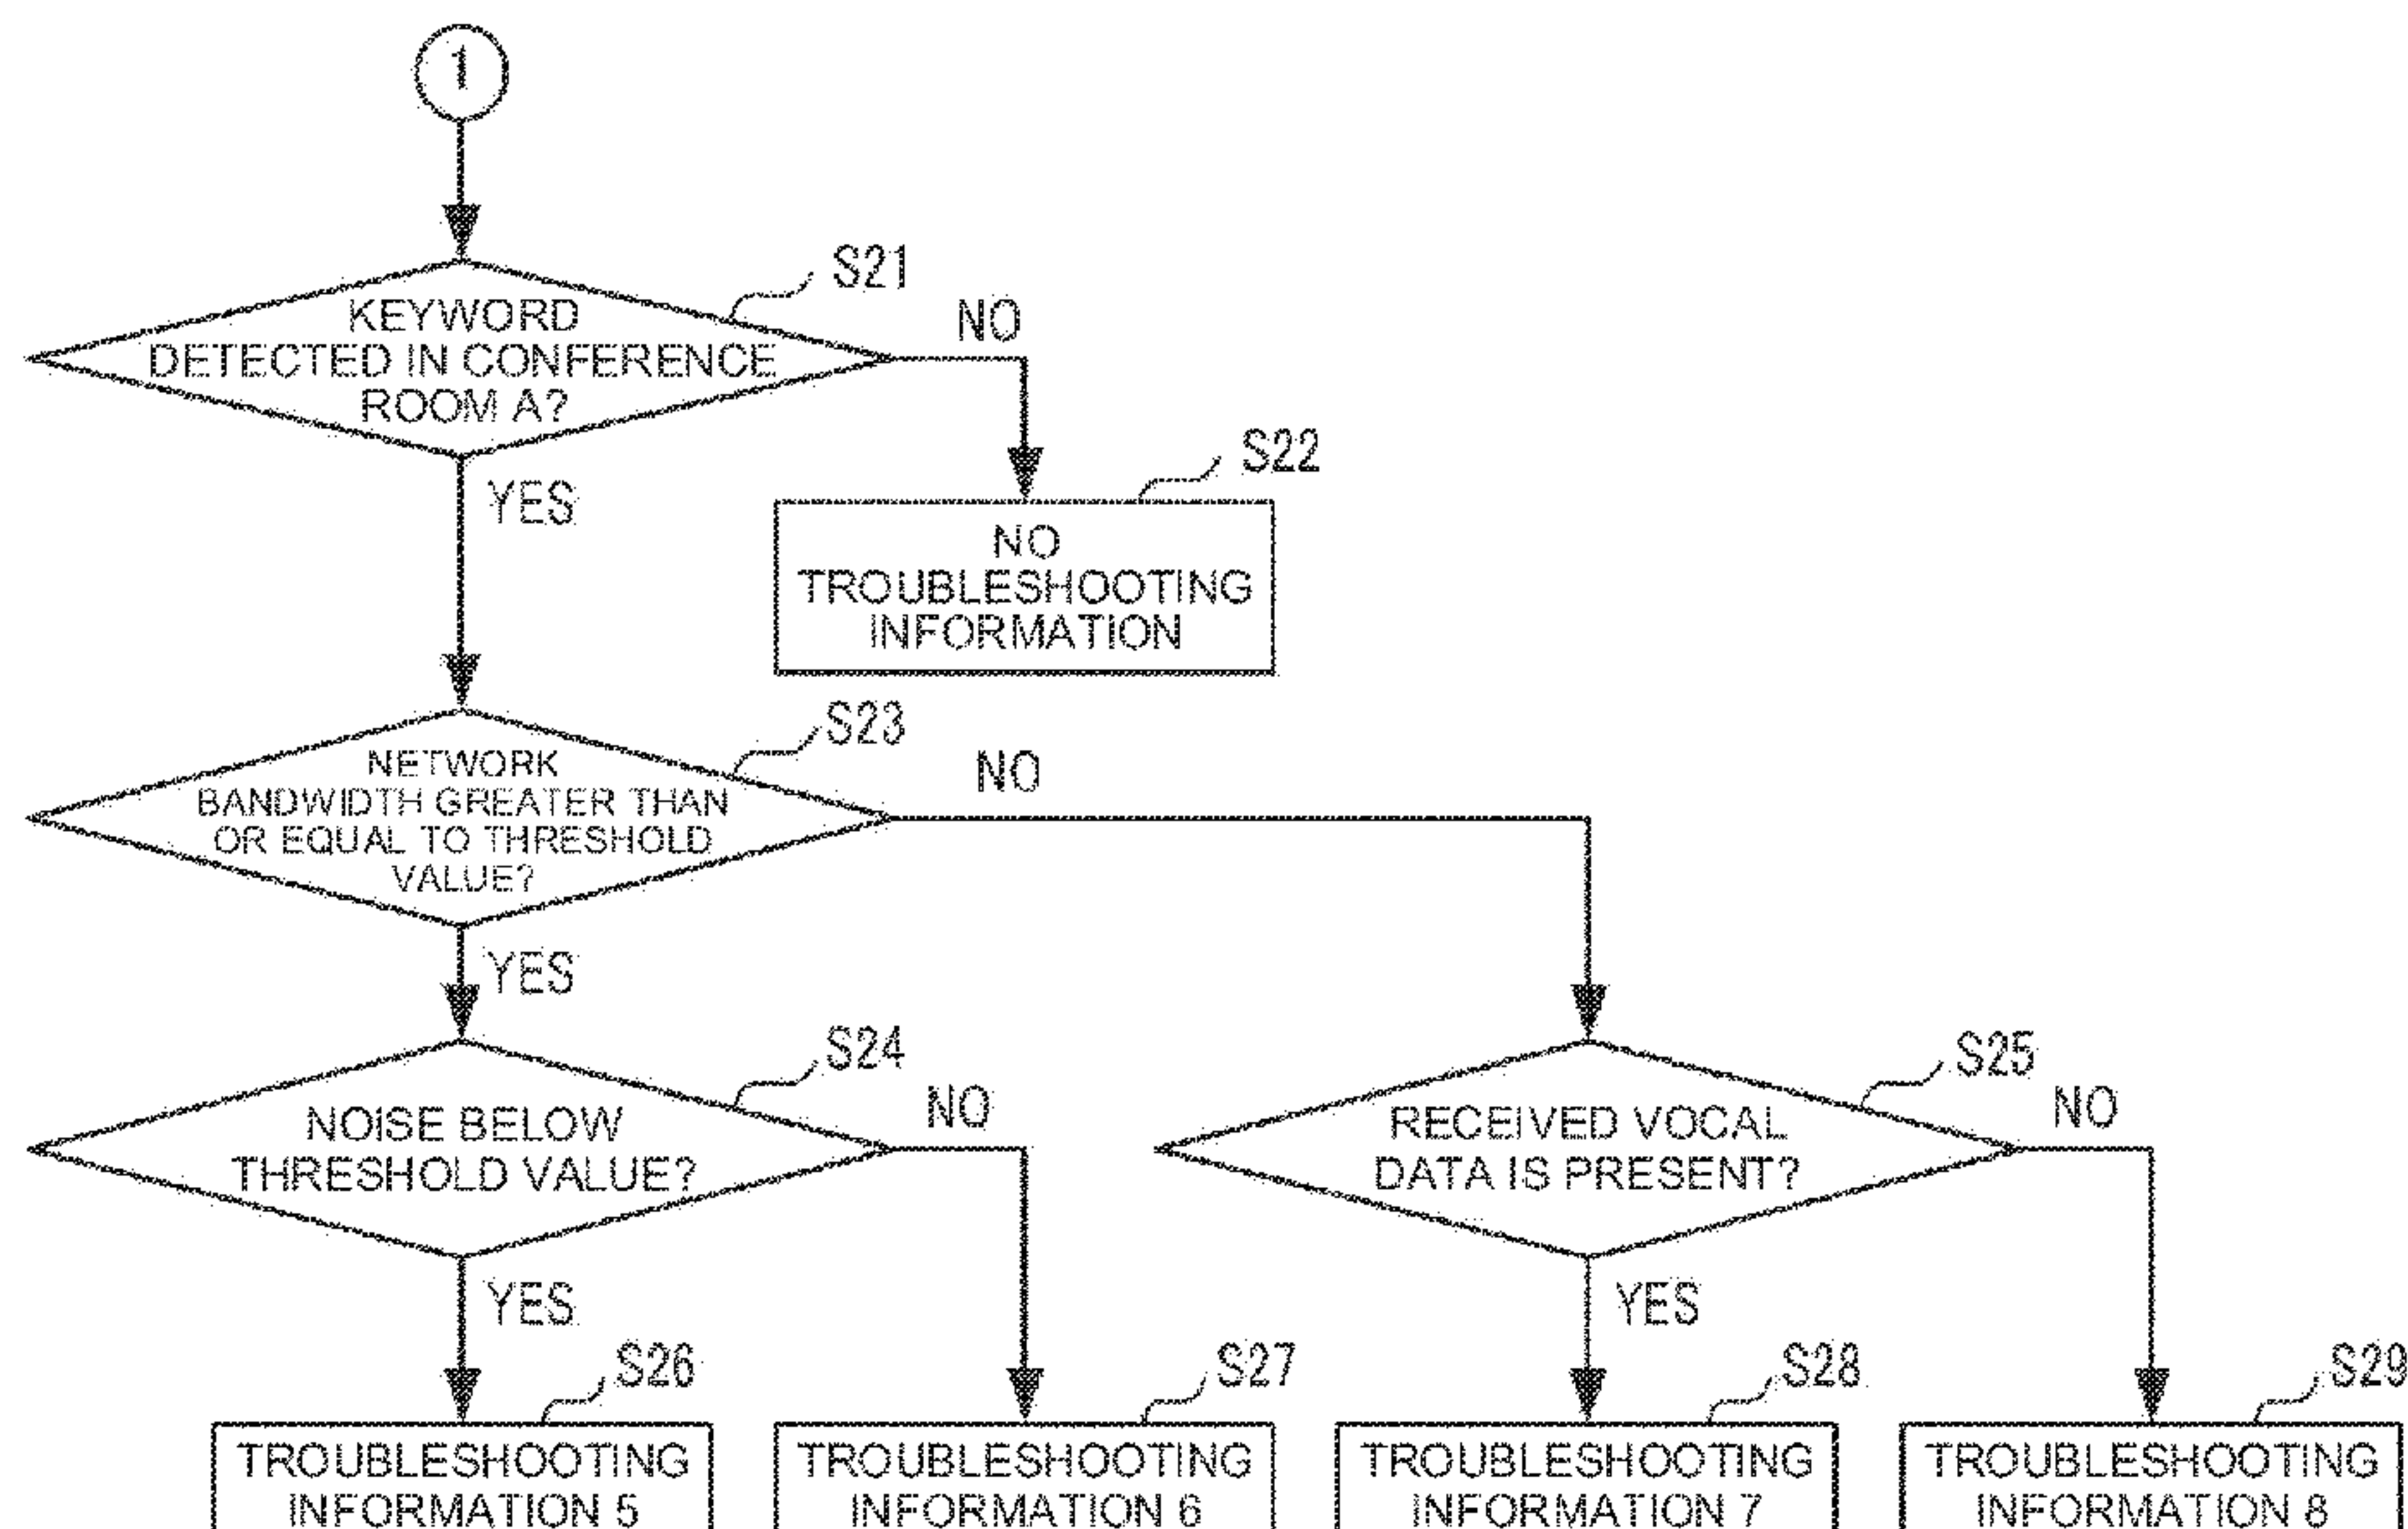 1
S21
KEYWORD
DETECTED IN CONFERENCE
ROOM A?
NO
YES
S22
NO
TROUBLESHOOTING
INFORMATION
S23
NETWORK
BANDWIDTH GREATER THAN
OR EQUAL TO THRESHOLD
VALUE?
NO
YES
S24
NOISE BELOW
THRESHOLD VALUE?
NO
YES
S25
RECEIVED VOCAL
DATA IS PRESENT?
NO
YES
S26
TROUBLESHOOTING
INFORMATION 5
S27
TROUBLESHOOTING
INFORMATION 6
S28
TROUBLESHOOTING
INFORMATION 7
S29
TROUBLESHOOTING
INFORMATION 8